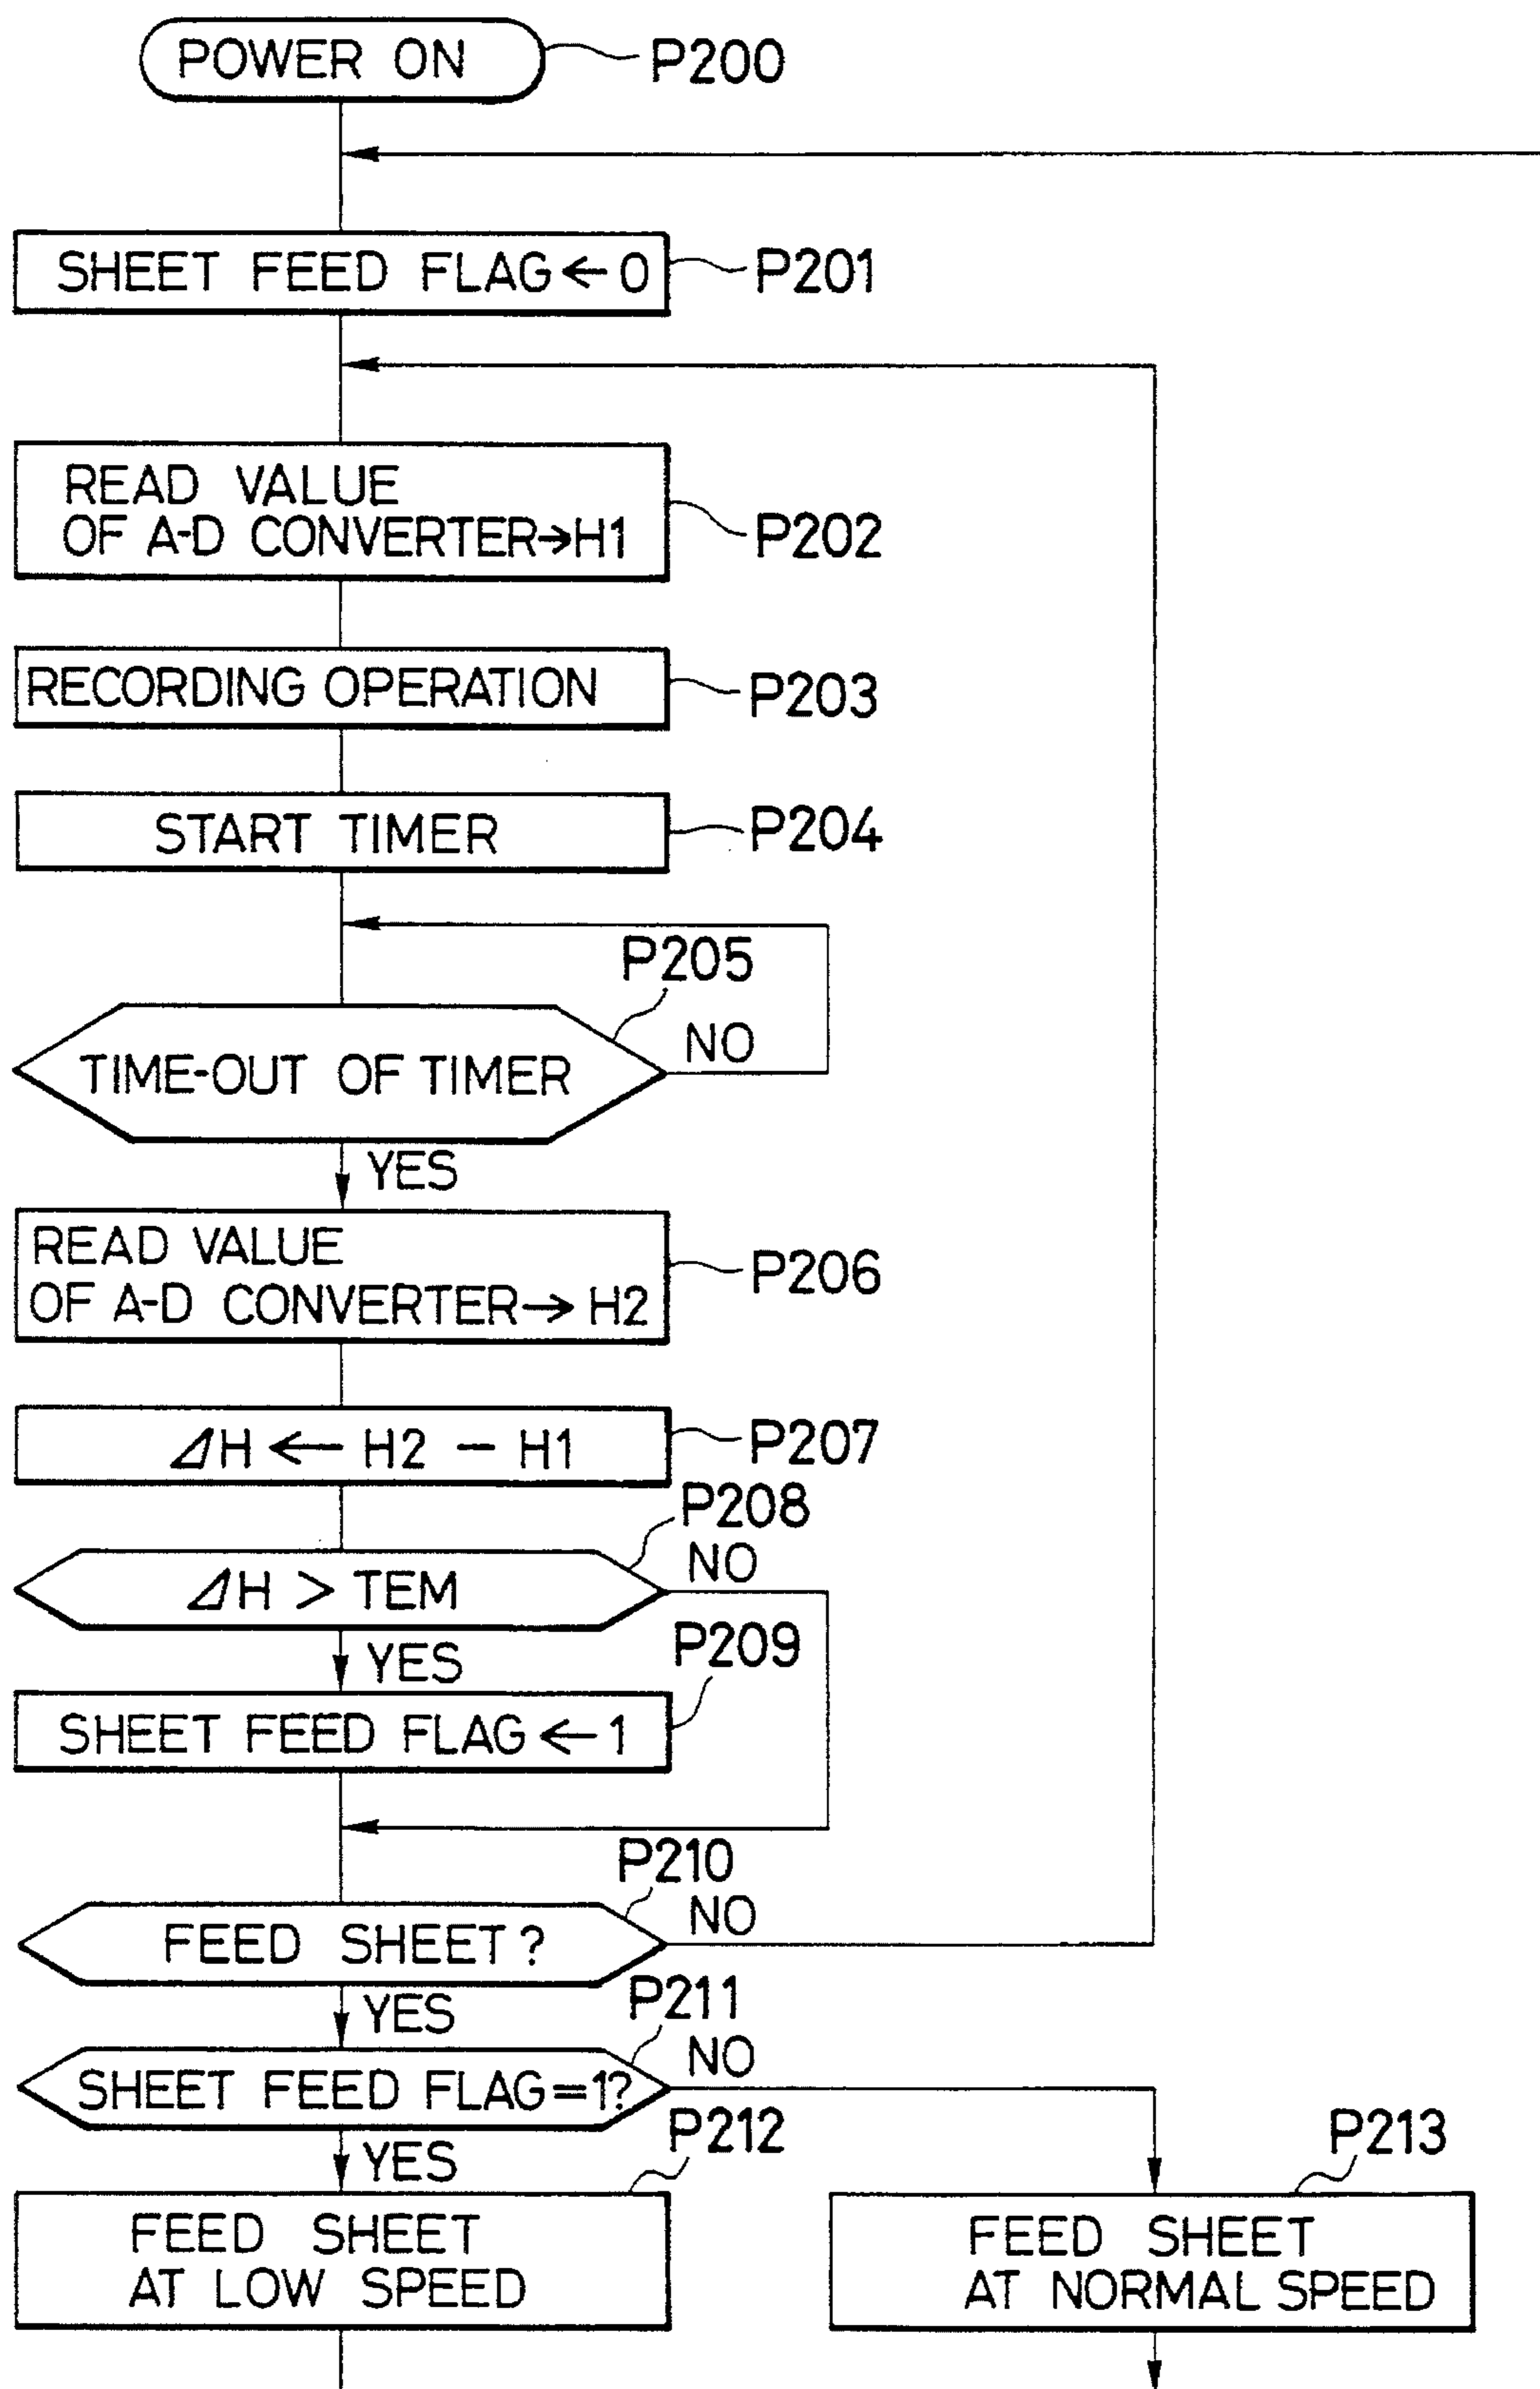 POWER ON P200
SHEET FEED FLAG ← 0 P201
READ VALUE
OF A-D CONVERTER→H1 P202
RECORDING OPERATION P203
START TIMER P204
P205
NO
TIME-OUT OF TIMER
YES
READ VALUE
OF A-D CONVERTER→ H2 P206
⊿H ← H2 − H1 P207
P208
NO
⊿H > TEM
YES
P209
SHEET FEED FLAG ← 1
P210
NO
FEED SHEET?
YES
P211
NO
SHEET FEED FLAG=1?
YES
P212
P213
FEED SHEET
AT LOW SPEED
FEED SHEET
AT NORMAL SPEED